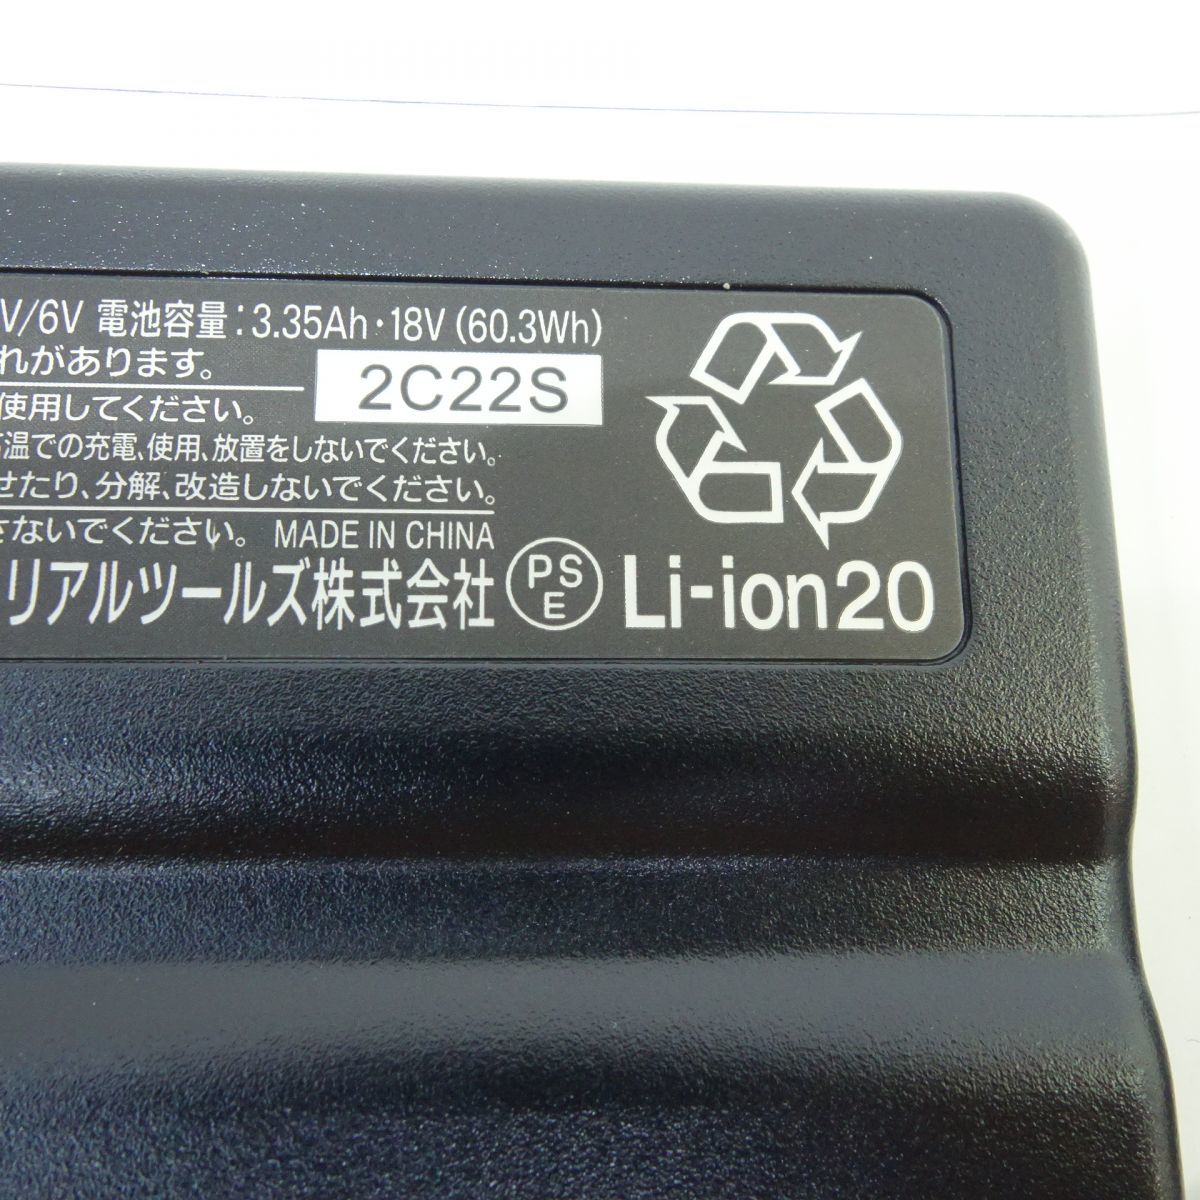 V/6V 電池容量：3.35Ah・18V (60.3Wh)
れがあります。
2C22S
使用してください。
温での充電、使用、放置をしないでください。
せたり、分解、改造しないでください。
さないでください。 MADE IN CHINA
リアルツールズ株式会社
PS
E
Li-ion20